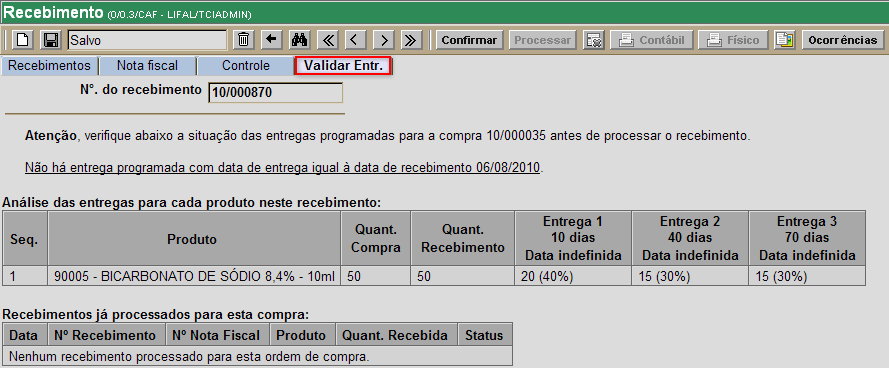 Recebimento (0/0.3/CAF - LIFAL/TCIADMIN)
Salvo Confirmar Processar Contábil Físico Ocorrências
Recebimentos Nota fiscal Controle Validar Entr.
N°. do recebimento 10/000870
Atenção, verifique abaixo a situação das entregas programadas para a compra 10/000035 antes de processar o recebimento.
Não há entrega programada com data de entrega igual à data de recebimento 06/08/2010.
Análise das entregas para cada produto neste recebimento:
Seq. Produto Quant. Compra Quant. Recebimento Entrega 1 10 dias Data indefinida Entrega 2 40 dias Data indefinida Entrega 3 70 dias Data indefinida
1 90005 - BICARBONATO DE SÓDIO 8,4% - 10ml 50 50 20 (40%) 15 (30%) 15 (30%)
Recebimentos já processados para esta compra:
Data Nº Recebimento Nº Nota Fiscal Produto Quant. Recebida Status
Nenhum recebimento processado para esta ordem de compra.